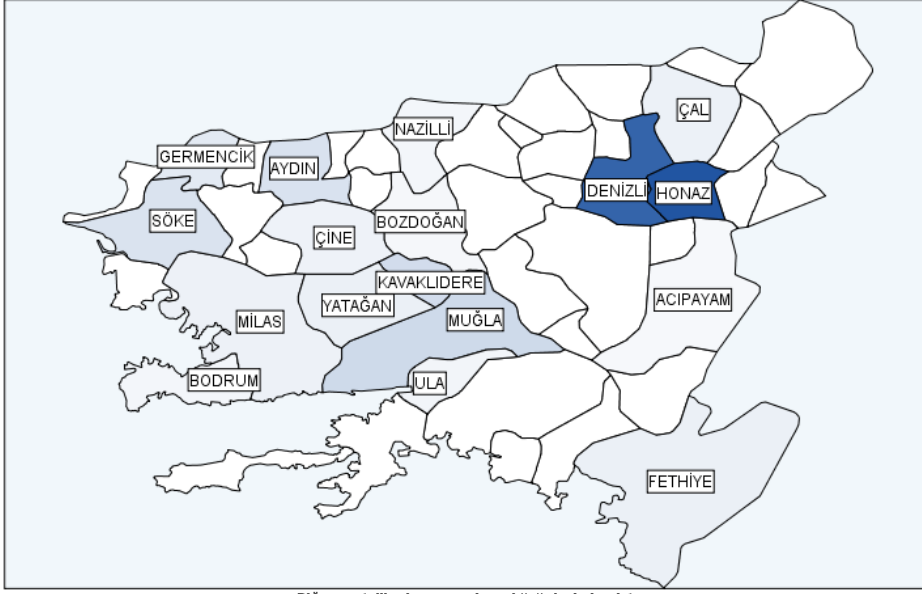 ÇAL
NAZİLLİ
GERMENCİK
AYDIN
DENİZLİ
HONAZ
SÖKE
BOZDOĞAN
ÇİNE
KAVAKLIDERE
ACIPAYAM
YATAĞAN
MİLAS
MUĞLA
BODRUM
ULA
FETHİYE